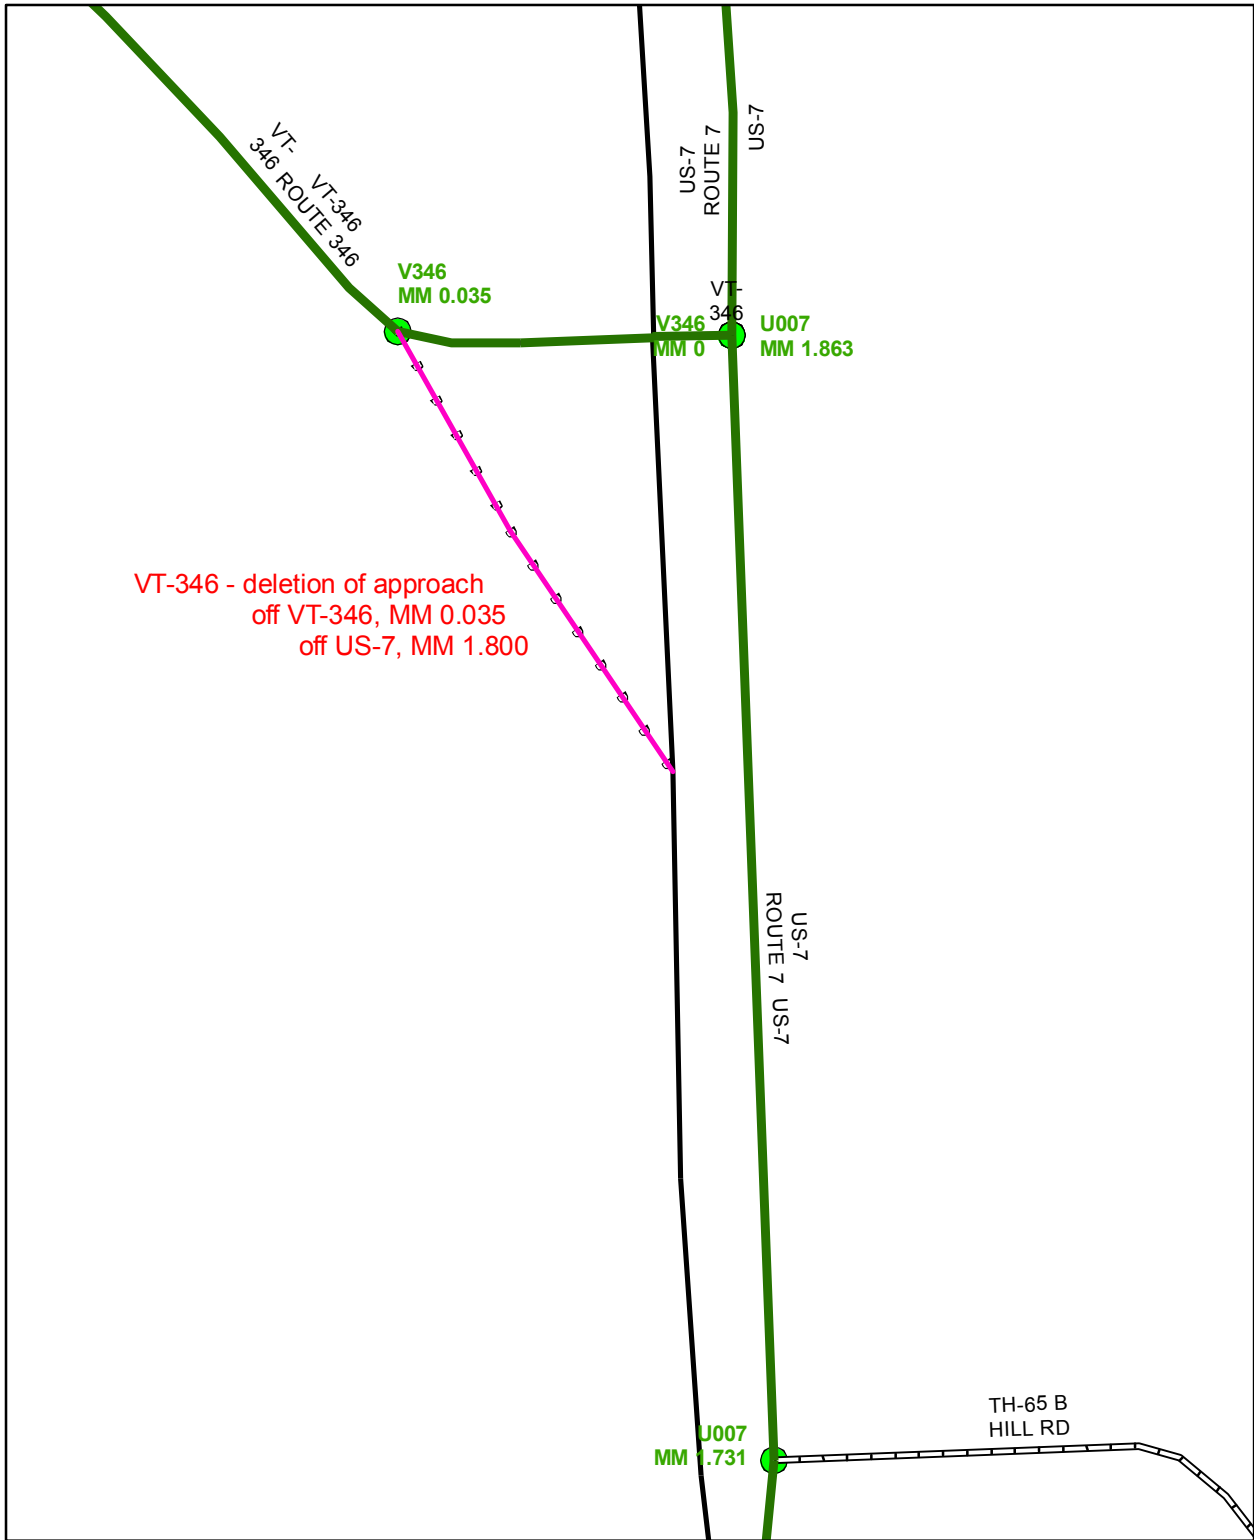 US-7
US-7
ROUTE 7
VT-
346 ROUTE 346
VT-346
V346
MM 0.035
VT-
346
V346
MM 0
U007
MM 1.863
VT-346 - deletion of approach
off VT-346, MM 0.035
off US-7, MM 1.800
US-7
ROUTE 7 US-7
TH-65 B
HILL RD
U007
MM 1.731